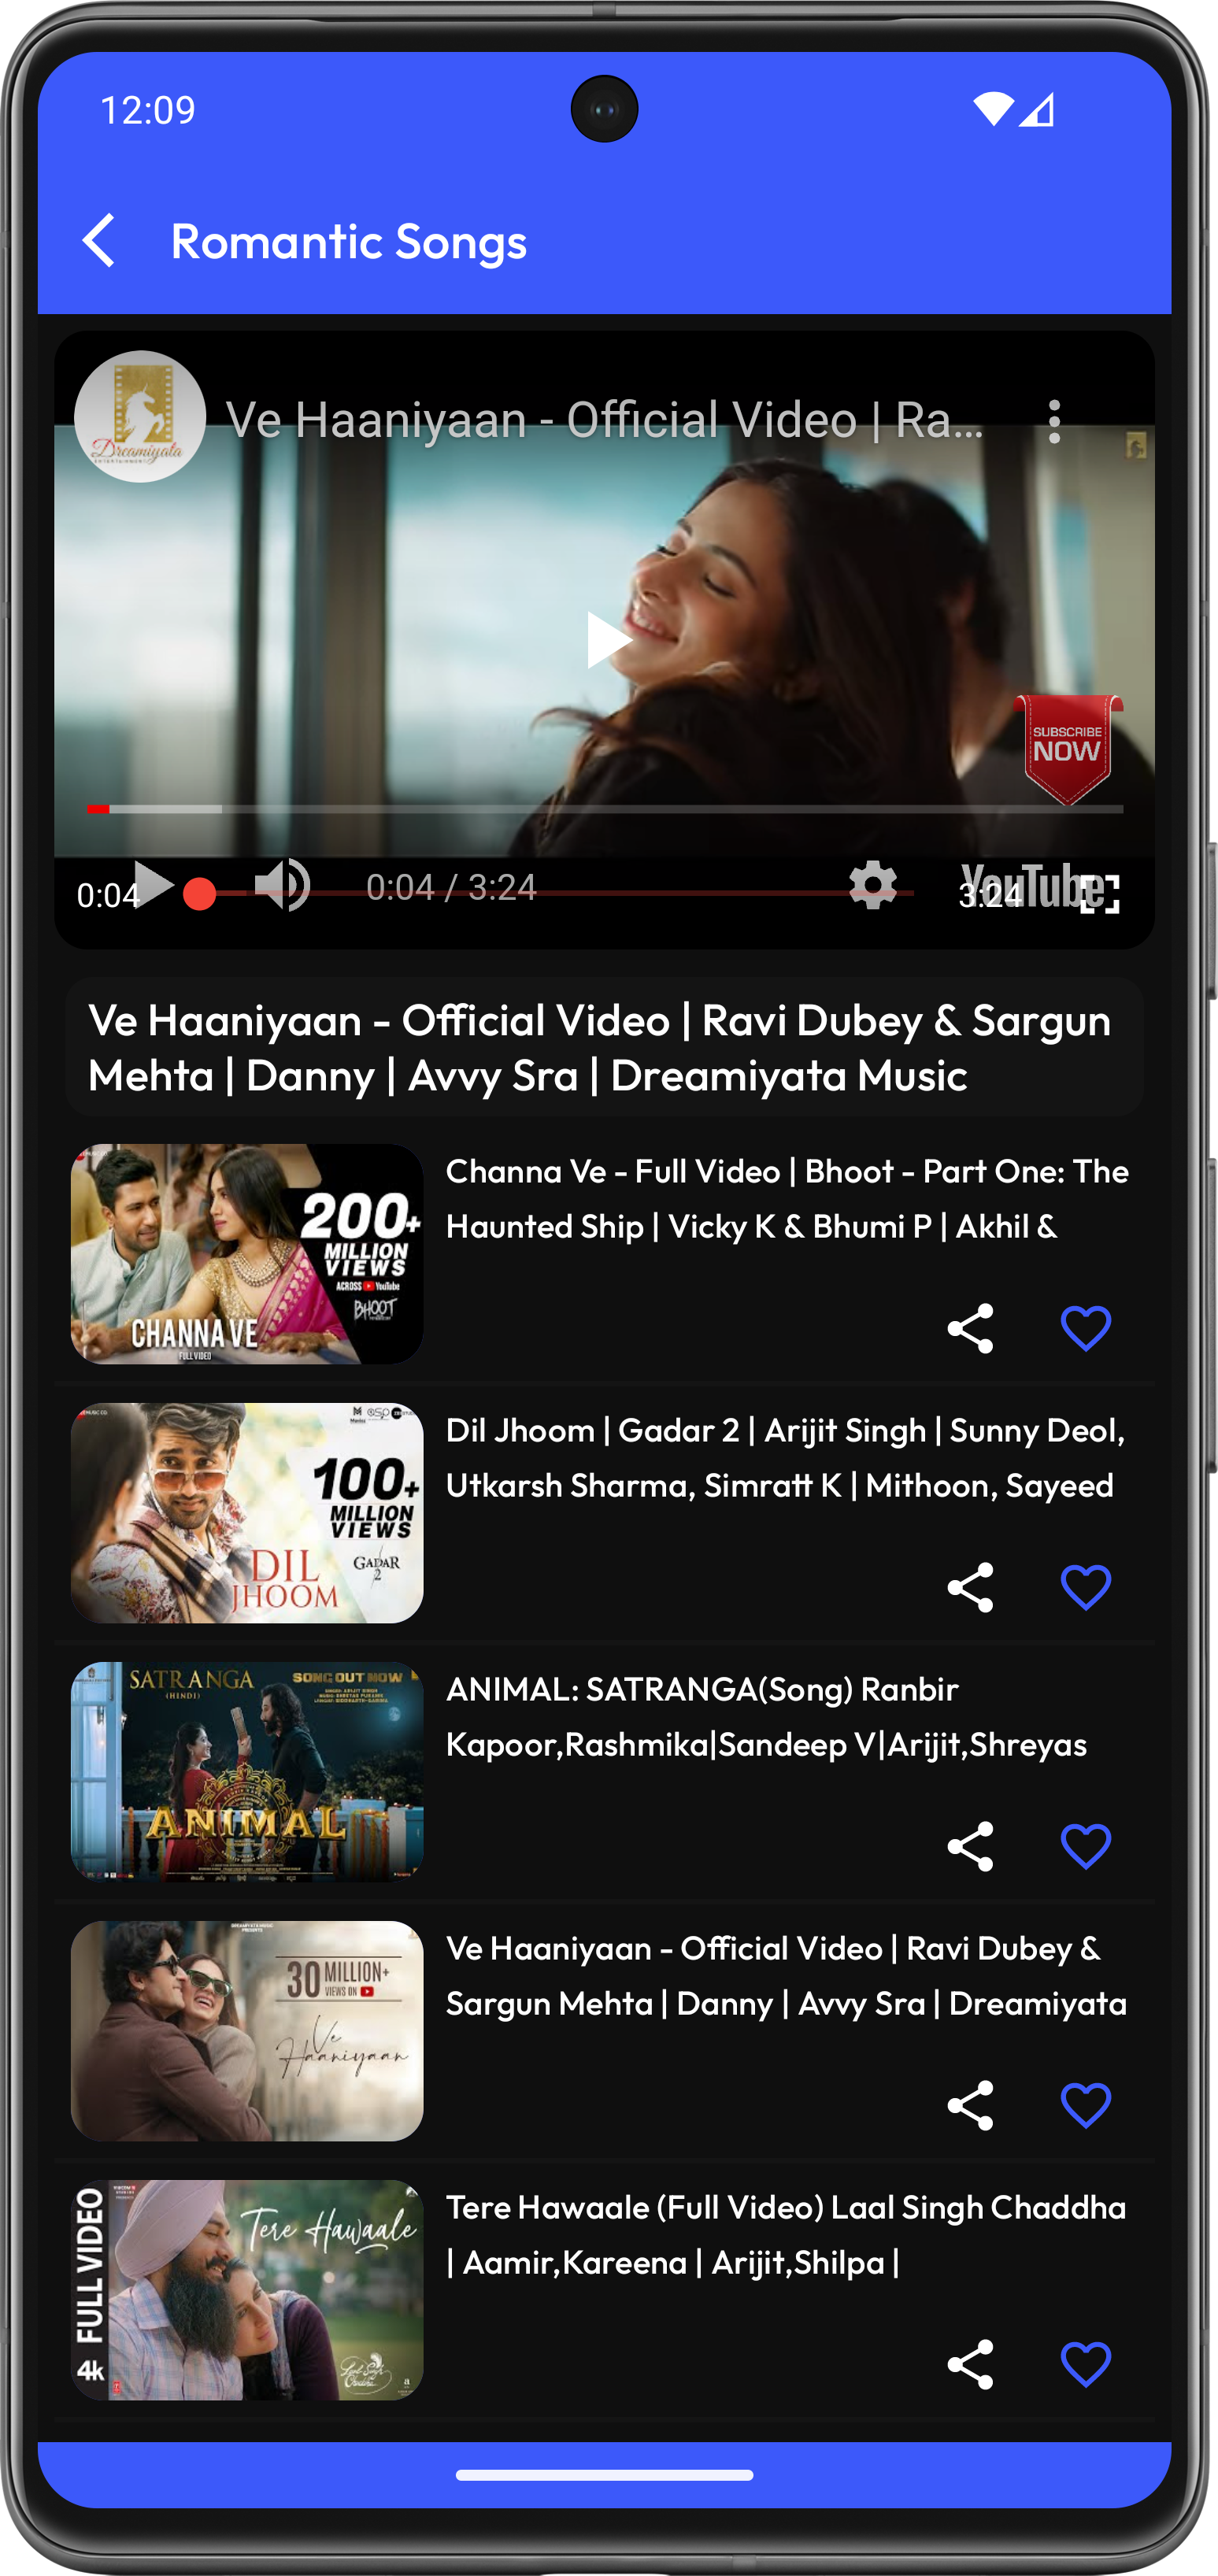 12:09
Romantic Songs
Dreamiyata
ENTERTAINMENT
Ve Haaniyaan - Official Video | Ra...
SUBSCRIBE
NOW
0:04
0:04 / 3:24
3:24
YouTube
Ve Haaniyaan - Official Video | Ravi Dubey & Sargun
Mehta | Danny | Avvy Sra | Dreamiyata Music
200+
MILLION
VIEWS
ACROSS YouTube
BHOOT
CHANNA VE
FULL VIDEO
Channa Ve - Full Video | Bhoot - Part One: The
Haunted Ship | Vicky K & Bhumi P | Akhil &
100+
MILLION
VIEWS
DIL
JHOOM
GADAR
2
Dil Jhoom | Gadar 2 | Arijit Singh | Sunny Deol,
Utkarsh Sharma, Simratt K | Mithoon, Sayeed
SATRANGA
(HINDI)
SONG OUT NOW
ANIMAL
ANIMAL: SATRANGA(Song) Ranbir
Kapoor,Rashmika|Sandeep V|Arijit,Shreyas
30 MILLION+
VIEWS ON
Ve
Haaniyaan
Ve Haaniyaan - Official Video | Ravi Dubey &
Sargun Mehta | Danny | Avvy Sra | Dreamiyata
4k FULL VIDEO
Tere Hawaale
Tere Hawaale (Full Video) Laal Singh Chaddha
| Aamir,Kareena | Arijit,Shilpa |